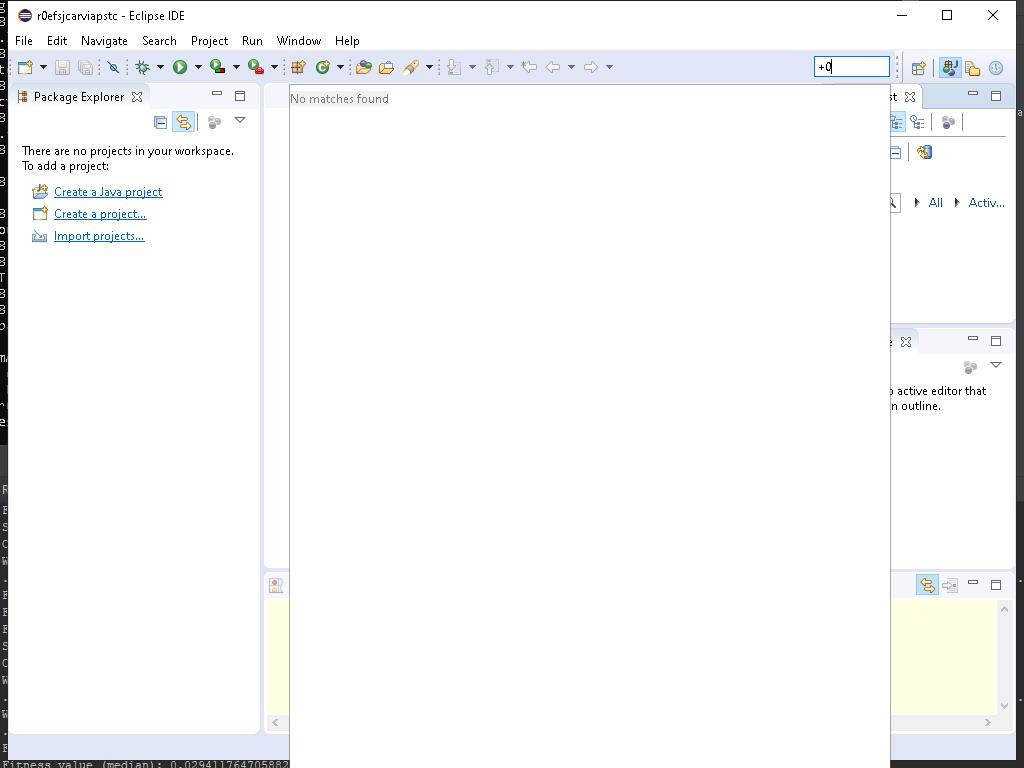 r0efsjcarviapstc - Eclipse IDE
File Edit Navigate Search Project Run Window Help
+0
Package Explorer
No matches found
There are no projects in your workspace.
To add a project:
Create a Java project
Create a project...
Import projects...
All
Activ...
active editor that
outline.
Fitness value (median): 0.029411764705882